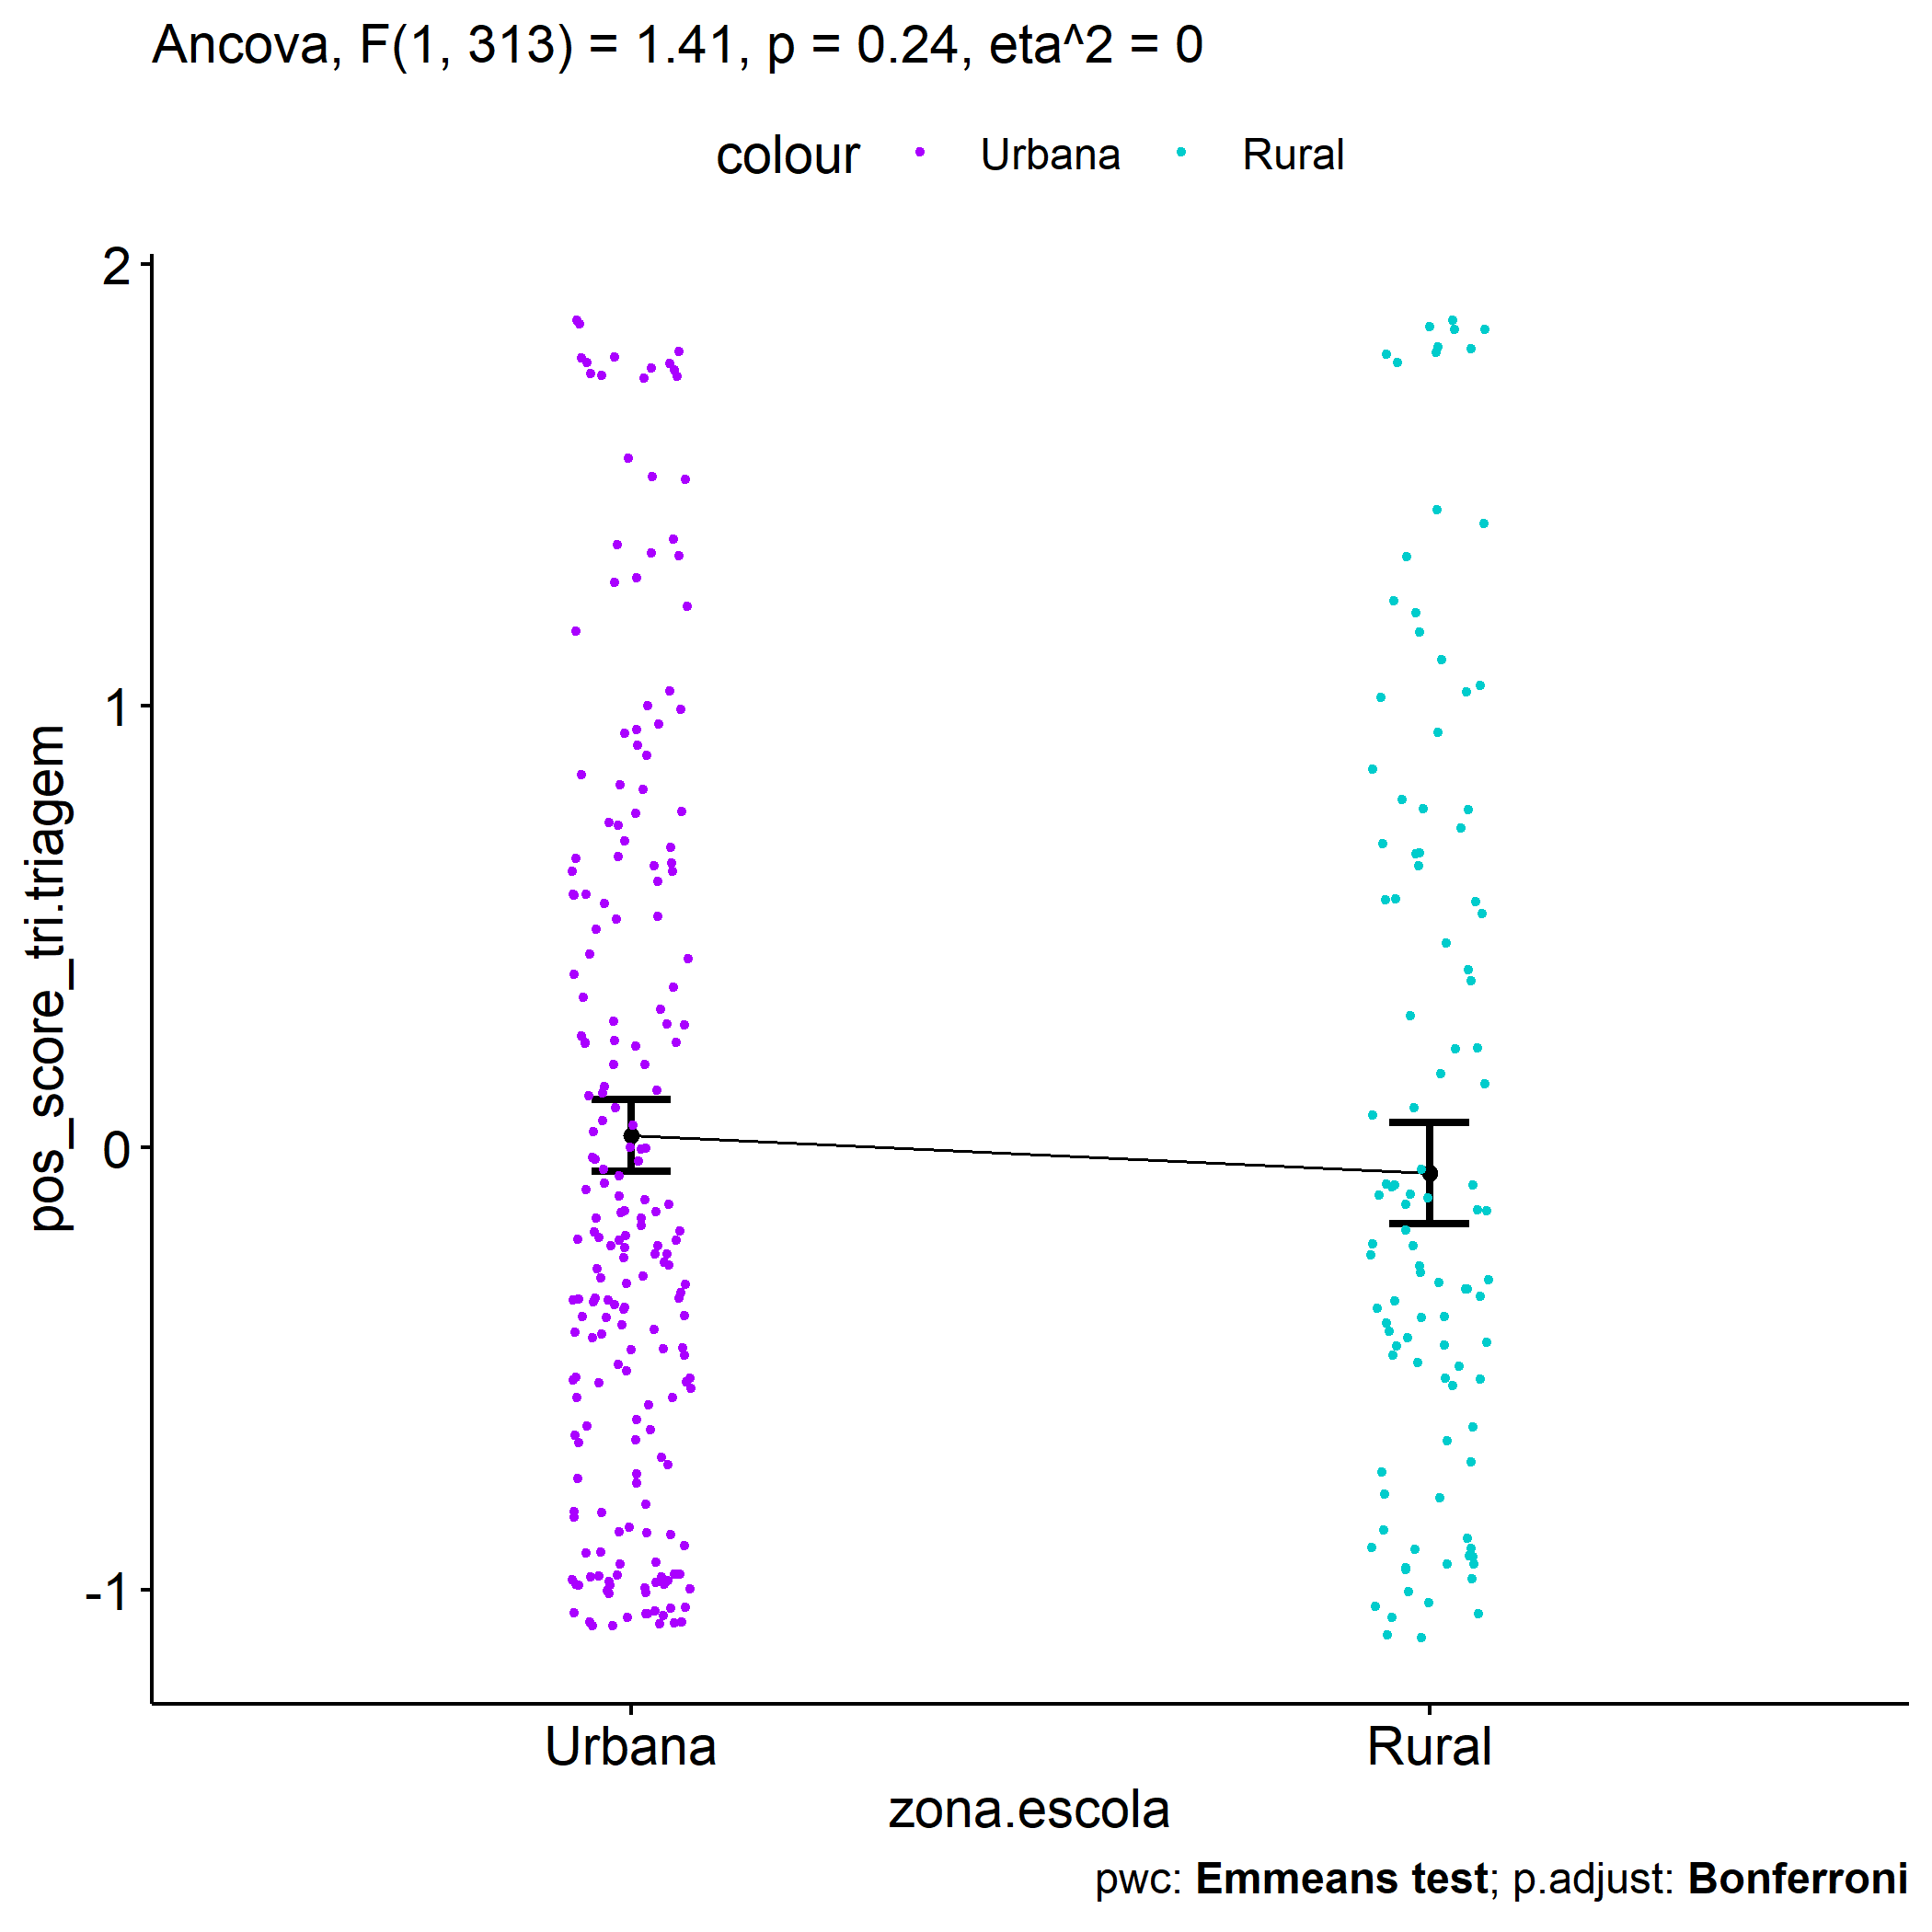 Ancova, F(1, 313) = 1.41, p = 0.24, eta^2 = 0
colour Urbana Rural
pos_score_tri.triagem
2
1
0
-1
Urbana Rural
zona.escola
pwc: Emmeans test; p.adjust: Bonferroni